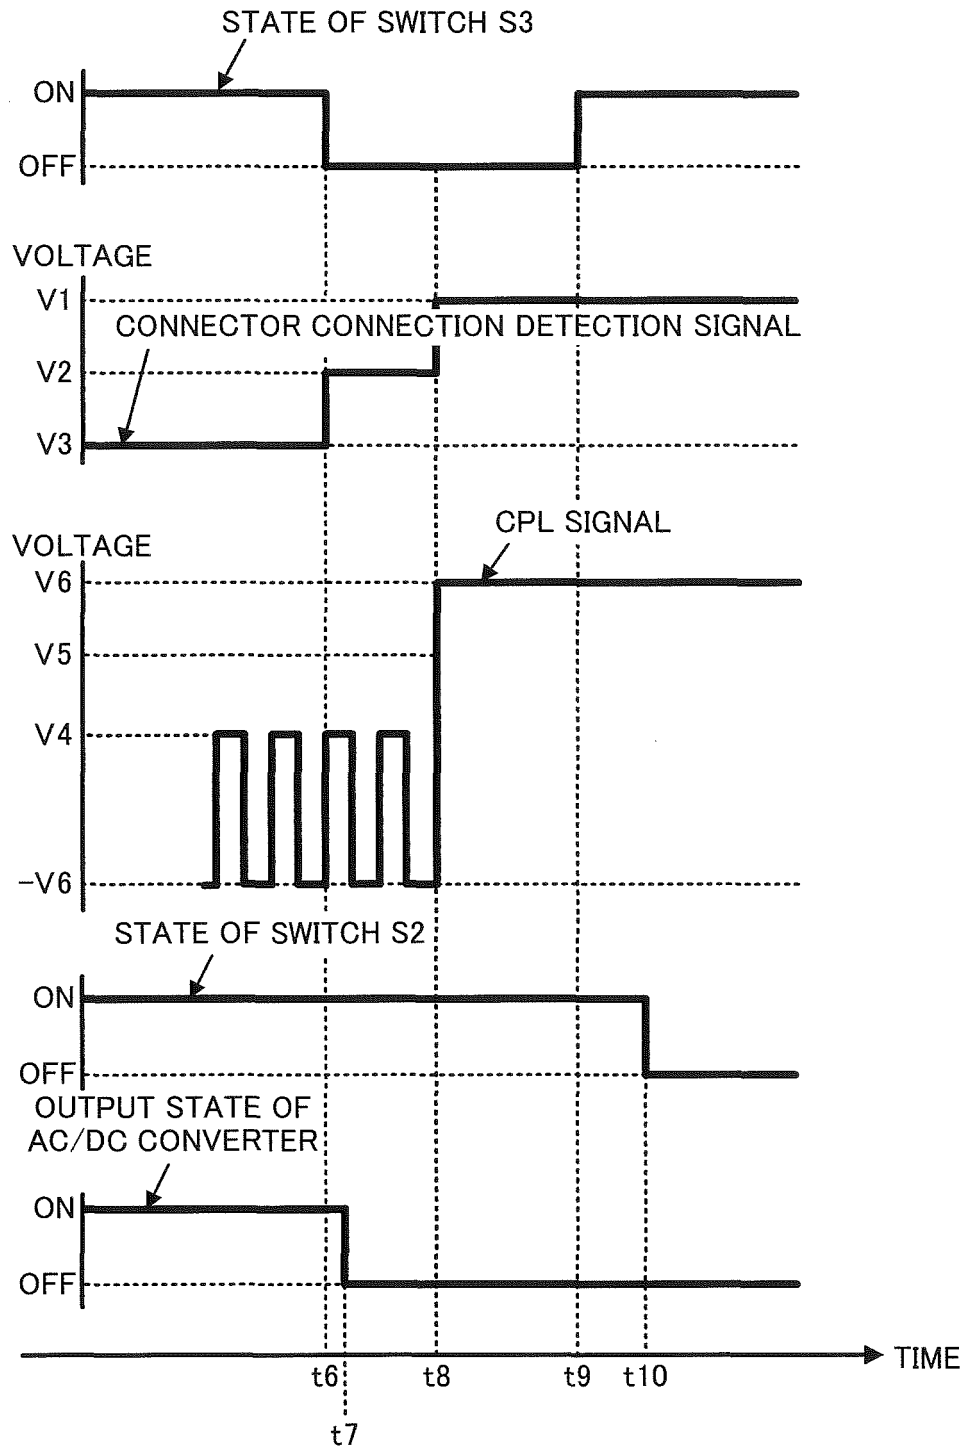 STATE OF SWITCH S3
ON
OFF
VOLTAGE
V1
CONNECTOR CONNECTION DETECTION SIGNAL
V2
V3
CPL SIGNAL
VOLTAGE
V6
V5
V4
-V6
STATE OF SWITCH S2
ON
OFF
OUTPUT STATE OF
AC/DC CONVERTER
ON
OFF
TIME
t6 t8 t9 t10
t7